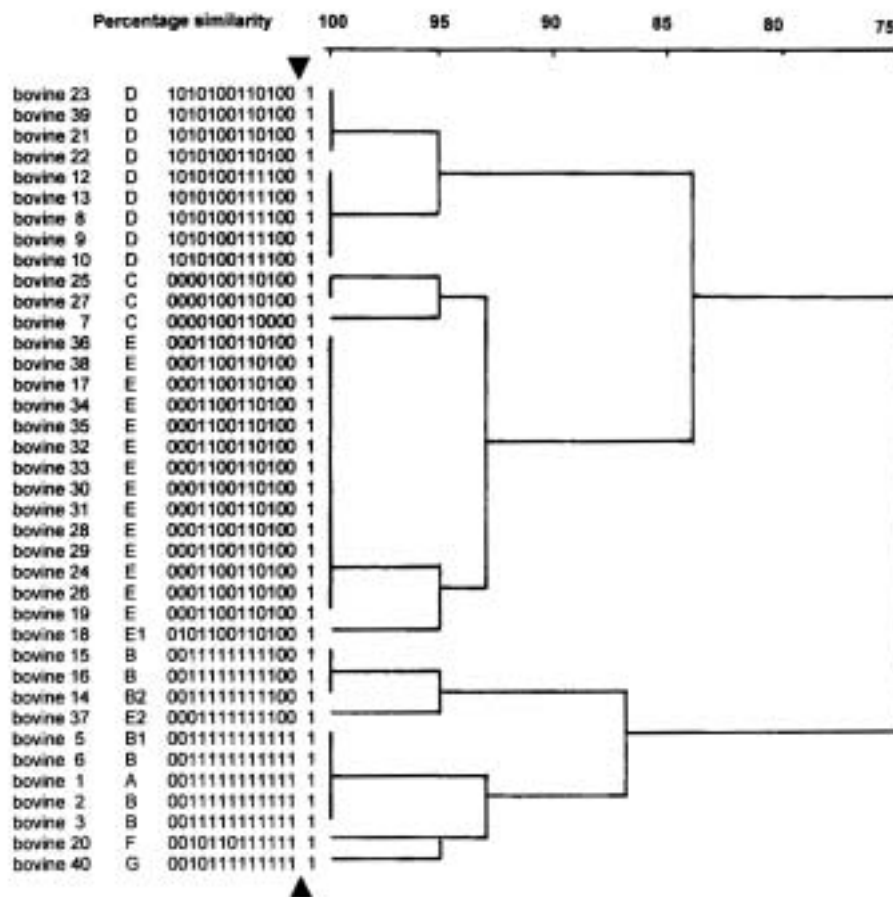 Percentage similarity 100 95 90 85 80 75
bovine 23 D 1010100110100 1
bovine 39 D 1010100110100 1
bovine 21 D 1010100110100 1
bovine 22 D 1010100110100 1
bovine 12 D 1010100111100 1
bovine 13 D 1010100111100 1
bovine 8 D 1010100111100 1
bovine 9 D 1010100111100 1
bovine 10 D 1010100111100 1
bovine 25 C 0000100110100 1
bovine 27 C 0000100110100 1
bovine 7 C 0000100110000 1
bovine 36 E 0001100110100 1
bovine 38 E 0001100110100 1
bovine 17 E 0001100110100 1
bovine 34 E 0001100110100 1
bovine 35 E 0001100110100 1
bovine 32 E 0001100110100 1
bovine 33 E 0001100110100 1
bovine 30 E 0001100110100 1
bovine 31 E 0001100110100 1
bovine 28 E 0001100110100 1
bovine 29 E 0001100110100 1
bovine 24 E 0001100110100 1
bovine 26 E 0001100110100 1
bovine 19 E 0001100110100 1
bovine 18 E1 0101100110100 1
bovine 15 B 0011111111100 1
bovine 16 B 0011111111100 1
bovine 14 B2 0011111111100 1
bovine 37 E2 0001111111100 1
bovine 5 B1 0011111111111 1
bovine 6 B 0011111111111 1
bovine 1 A 0011111111111 1
bovine 2 B 0011111111111 1
bovine 3 B 0011111111111 1
bovine 20 F 0010110111111 1
bovine 40 G 0010111111111 1